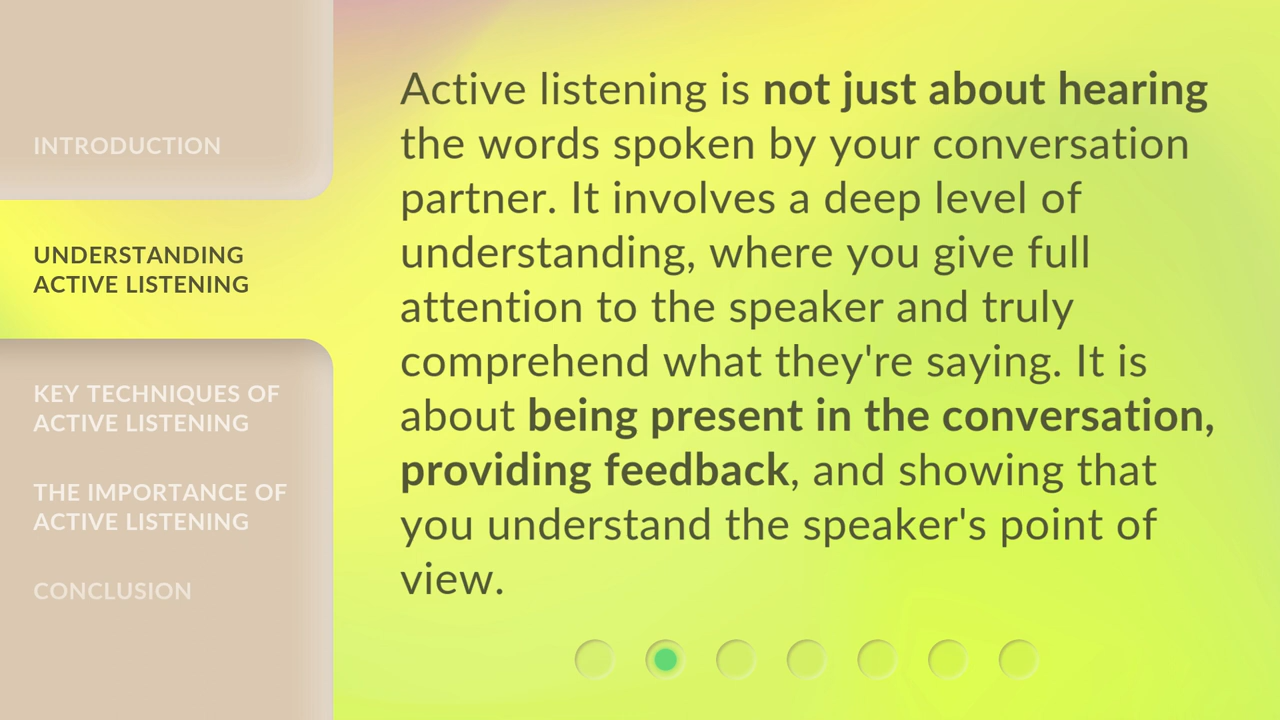 INTRODUCTION
UNDERSTANDING
ACTIVE LISTENING
KEY TECHNIQUES OF
ACTIVE LISTENING
THE IMPORTANCE OF
ACTIVE LISTENING
CONCLUSION
Active listening is not just about hearing
the words spoken by your conversation
partner. It involves a deep level of
understanding, where you give full
attention to the speaker and truly
comprehend what they're saying. It is
about being present in the conversation,
providing feedback, and showing that
you understand the speaker's point of
view.